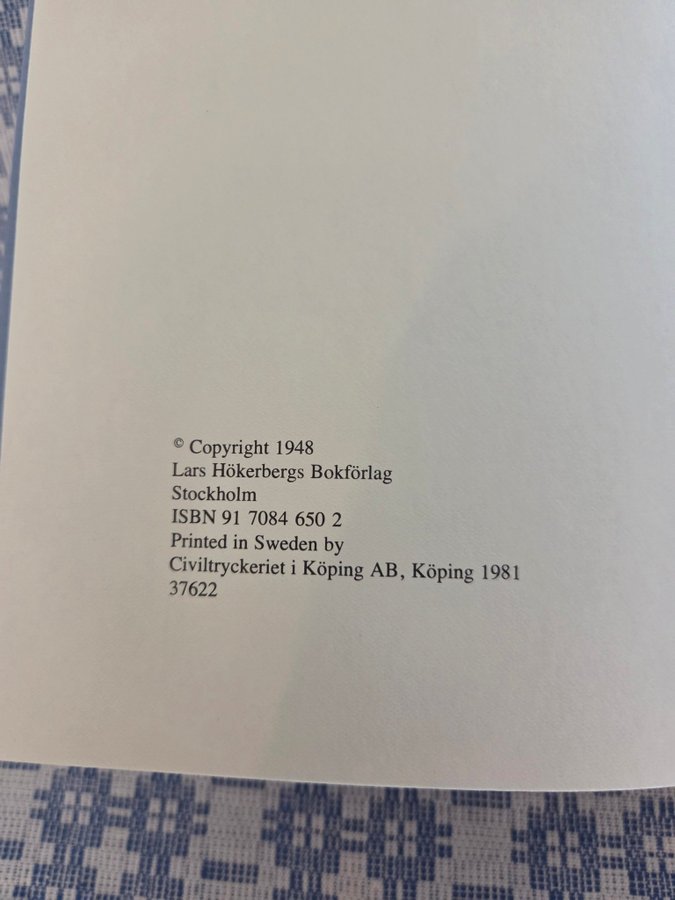 © Copyright 1948
Lars Hökerbergs Bokförlag
Stockholm
ISBN 91 7084 650 2
Printed in Sweden by
Civiltryckeriet i Köping AB, Köping 1981
37622